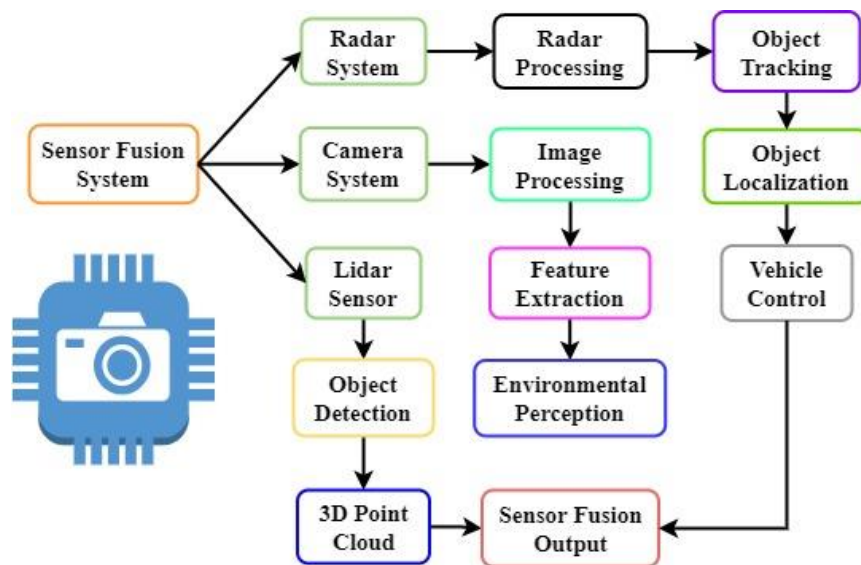 Radar
System
Radar
Processing
Object
Tracking
Sensor Fusion
System
Camera
System
Image
Processing
Object
Localization
Lidar
Sensor
Feature
Extraction
Vehicle
Control
Object
Detection
Environmental
Perception
3D Point
Cloud
Sensor Fusion
Output